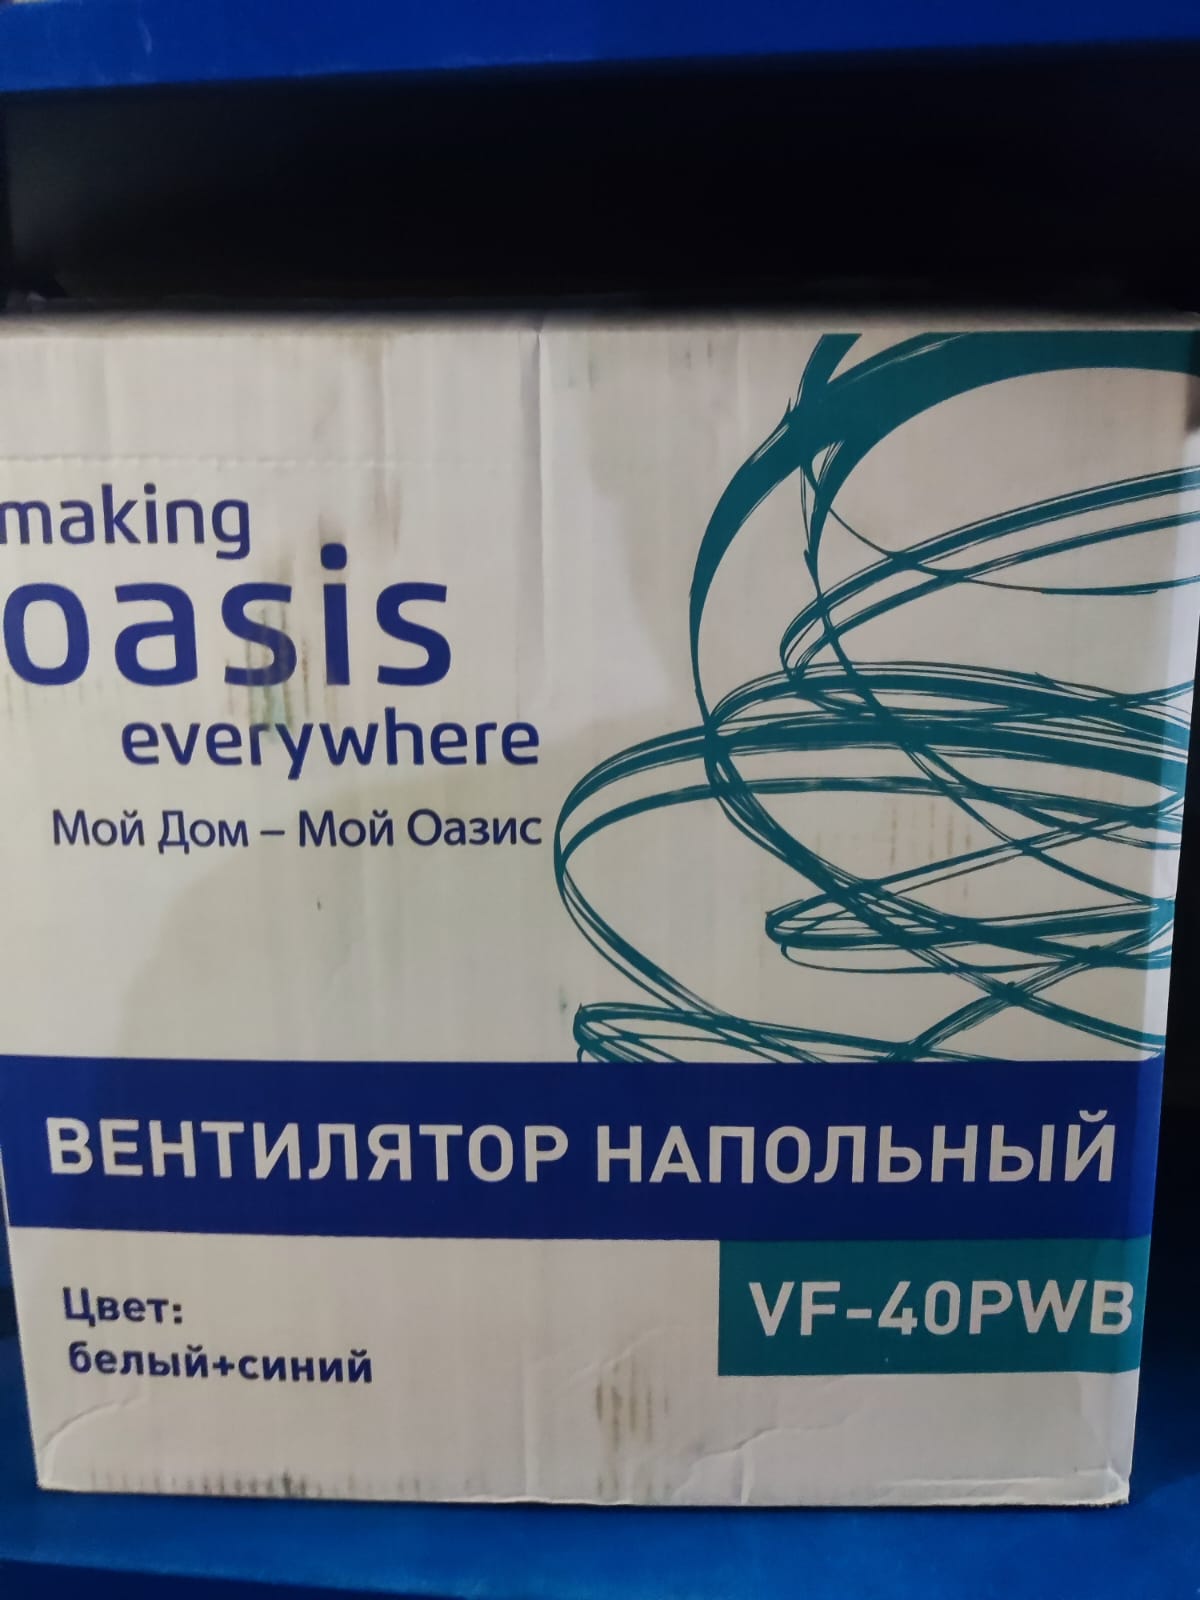 making
oasis
everywhere
Мой Дом – Мой Оазис
ВЕНТИЛЯТОР НАПОЛЬНЫЙ
VF-40PWB
Цвет:
белый+синий